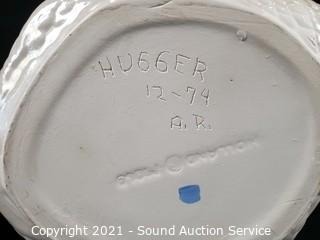 HUGGER
12-74
A.R.
Copyright 2021 - Sound Auction Service